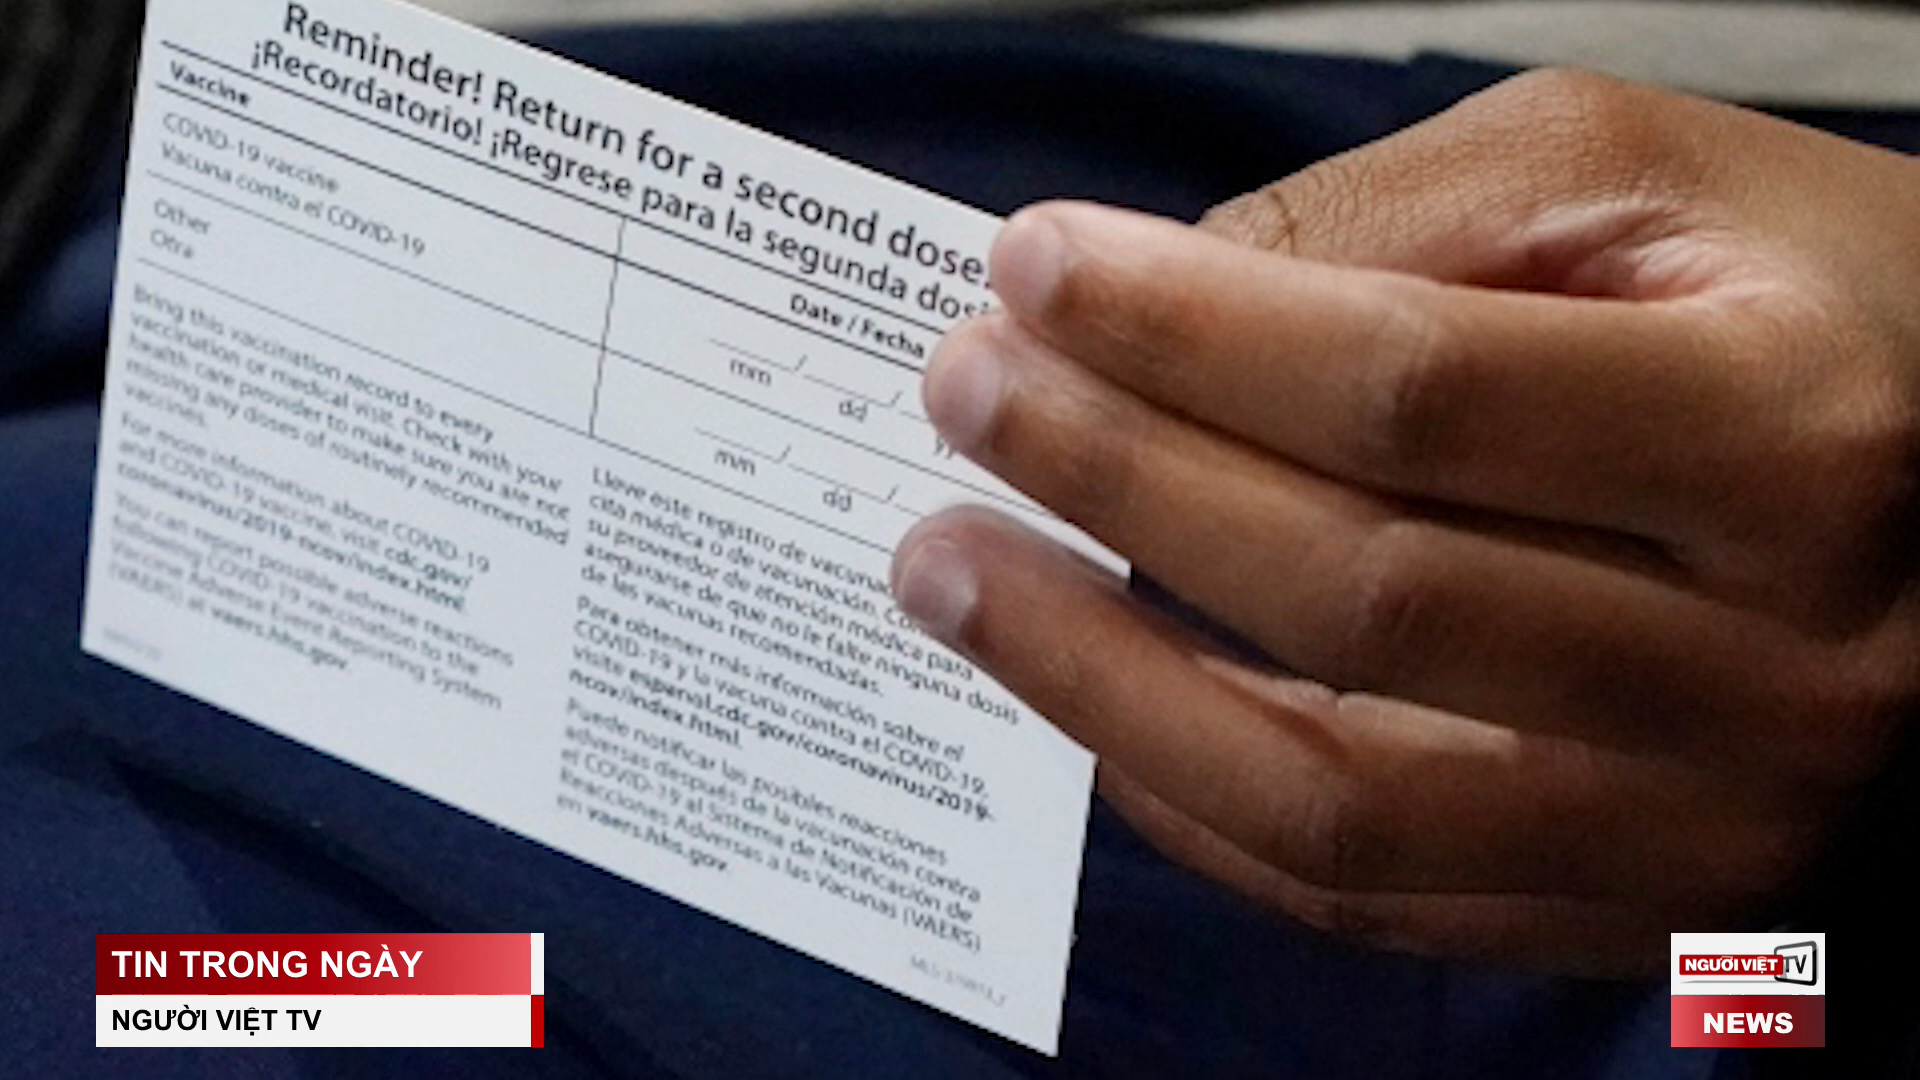 Reminder! Return for a second dose!
¡Recordatorio! ¡Regrese para la segunda dosi
Vaccine
Date / Fecha
COVID-19 vaccine
Vacuna contra el COVID-19
mm
dd
yy
Other
Otra
mm
dd
Bring this vaccination record to every
vaccination or medical visit. Check with your
health care provider to make sure you are not
missing any doses of routinely recommended
vaccines.
For more information about COVID-19
and COVID-19 vaccine, visit cdc.gov/
coronavirus/2019-ncov/index.html.
You can report possible adverse reactions
following COVID-19 vaccination to the
Vaccine Adverse Event Reporting System
(VAERS) at vaers.hhs.gov.
Lleve este registro de vacunac
cita médica o de vacunación. Con
su proveedor de atención médica para
asegurarse de que no le falte ninguna dosis
de las vacunas recomendadas.
Para obtener más información sobre el
COVID-19 y la vacuna contra el COVID-19,
visite espanol.cdc.gov/coronavirus/2019-
ncov/index.html.
Puede notificar las posibles reacciones
adversas después de la vacunación contra
el COVID-19 al Sistema de Notificación de
Reacciones Adversas a las Vacunas (VAERS)
en vaers.hhs.gov.
TIN TRONG NGÀY
NGƯỜI VIỆT TV
NGƯỜI VIỆT TV
NEWS